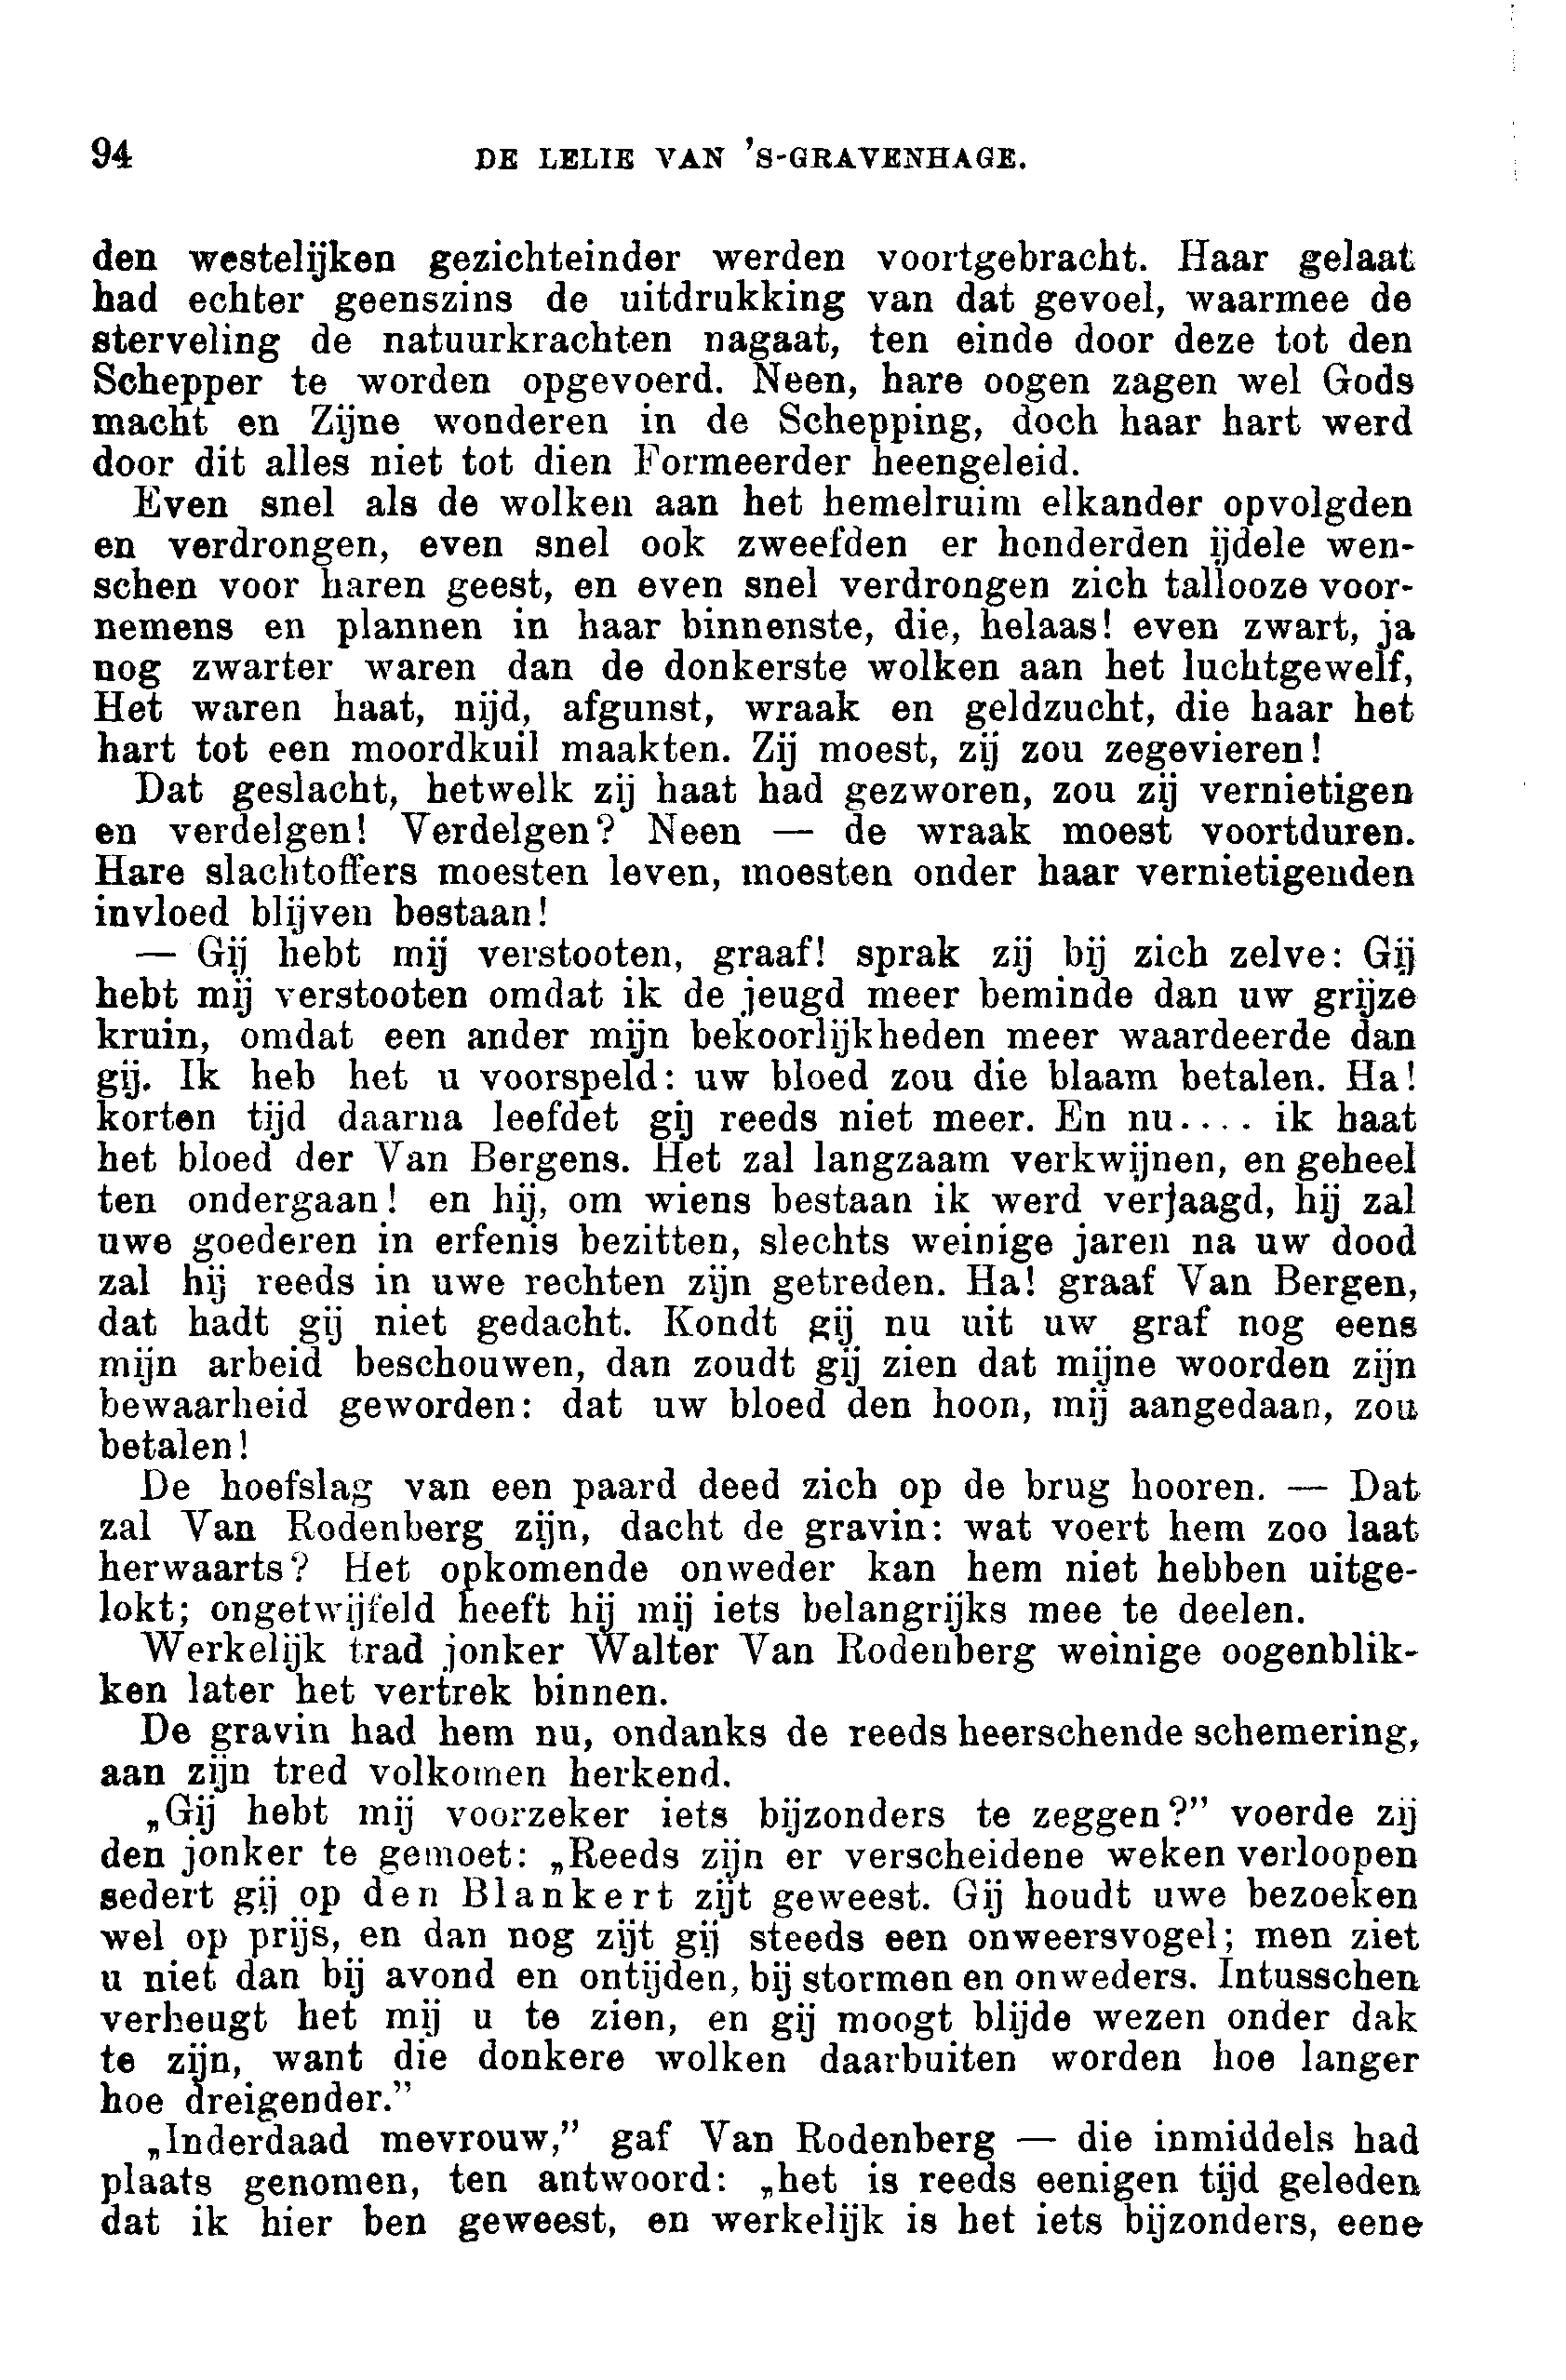 94 DE LELIE VAN 'S-GRAVENHAGE.
den westelijken gezichteinder werden voortgebracht. Haar gelaat
had echter geenszins de uitdrukking van dat gevoel, waarmee de
sterveling de natuurkrachten nagaat, ten einde door deze tot den
Schepper te worden opgevoerd. Neen, hare oogen zagen wel Gods
macht en Zijne wonderen in de Schepping, doch haar hart werd
door dit alles niet tot dien Formeerder heengeleid.
Even snel als de wolken aan het hemelruim elkander opvolgden
en verdrongen, even snel ook zweefden er honderden ijdele wen-
schen voor haren geest, en even snel verdrongen zich tallooze voor-
nemens en plannen in haar binnenste, die, helaas! even zwart, ja
nog zwarter waren dan de donkerste wolken aan het luchtgewelf,
Het waren haat, nijd, afgunst, wraak en geldzucht, die haar het
hart tot een moordkuil maakten. Zij moest, zij zou zegevieren!
Dat geslacht, hetwelk zij haat had gezworen, zou zij vernietigen
en verdelgen! Verdelgen? Neen — de wraak moest voortduren.
Hare slachtoffers moesten leven, moesten onder haar vernietigenden
invloed blijven bestaan!
— Gij hebt mij verstooten, graaf! sprak zij bij zich zelve: Gij
hebt mij verstooten omdat ik de jeugd meer beminde dan uw grijze
kruin, omdat een ander mijn bekoorlijkheden meer waardeerde dan
gij. Ik heb het u voorspeld: uw bloed zou die blaam betalen. Ha!
korten tijd daarna leefdet gij reeds niet meer. En nu.... ik haat
het bloed der Van Bergens. Het zal langzaam verkwijnen, en geheel
ten ondergaan! en hij, om wiens bestaan ik werd verjaagd, hij zal
uwe goederen in erfenis bezitten, slechts weinige jaren na uw dood
zal hij reeds in uwe rechten zijn getreden. Ha! graaf Van Bergen,
dat hadt gij niet gedacht. Kondt gij nu uit uw graf nog eens
mijn arbeid beschouwen, dan zoudt gij zien dat mijne woorden zijn
bewaarheid geworden: dat uw bloed den hoon, mij aangedaan, zou
betalen!
De hoefslag van een paard deed zich op de brug hooren. — Dat
zal Van Rodenberg zijn, dacht de gravin: wat voert hem zoo laat
herwaarts? Het opkomende onweder kan hem niet hebben uitge-
lokt; ongetwijfeld heeft hij mij iets belangrijks mee te deelen.
Werkelijk trad jonker Walter Van Rodenberg weinige oogenblik-
ken later het vertrek binnen.
De gravin had hem nu, ondanks de reeds heerschende schemering,
aan zijn tred volkomen herkend.
„Gij hebt mij voorzeker iets bijzonders te zeggen?” voerde zij
den jonker te gemoet: „Reeds zijn er verscheidene weken verloopen
sedert gij op den Blankert zijt geweest. Gij houdt uwe bezoeken
wel op prijs, en dan nog zijt gij steeds een onweersvogel; men ziet
u niet dan bij avond en ontijden, bij stormen en onweders. Intusschen
verheugt het mij u te zien, en gij moogt blijde wezen onder dak
te zijn, want die donkere wolken daarbuiten worden hoe langer
hoe dreigender.”
„Inderdaad mevrouw,” gaf Van Rodenberg — die inmiddels had
plaats genomen, ten antwoord: „het is reeds eenigen tijd geleden
dat ik hier ben geweest, en werkelijk is het iets bijzonders, eene